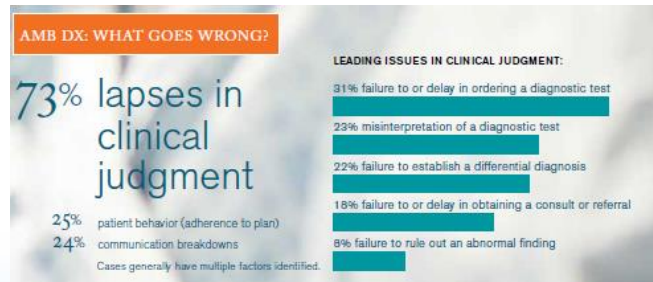 AMB DX: WHAT GOES WRONG?
73% lapses in
clinical
judgment
25% patient behavior (adherence to plan)
24% communication breakdowns
Cases generally have multiple factors identified.
LEADING ISSUES IN CLINICAL JUDGMENT:
31% failure to or delay in ordering a diagnostic test
23% misinterpretation of a diagnostic test
22% failure to establish a differential diagnosis
18% failure to or delay in obtaining a consult or referral
8% failure to rule out an abnormal finding